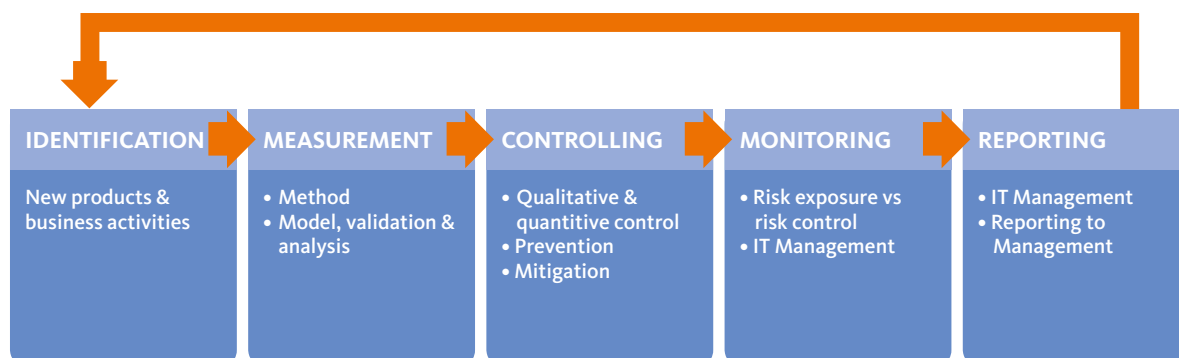 IDENTIFICATION
New products &
business activities
MEASUREMENT
• Method
• Model, validation &
analysis
CONTROLLING
• Qualitative &
quantitive control
• Prevention
• Mitigation
MONITORING
• Risk exposure vs
risk control
• IT Management
REPORTING
• IT Management
• Reporting to
Management